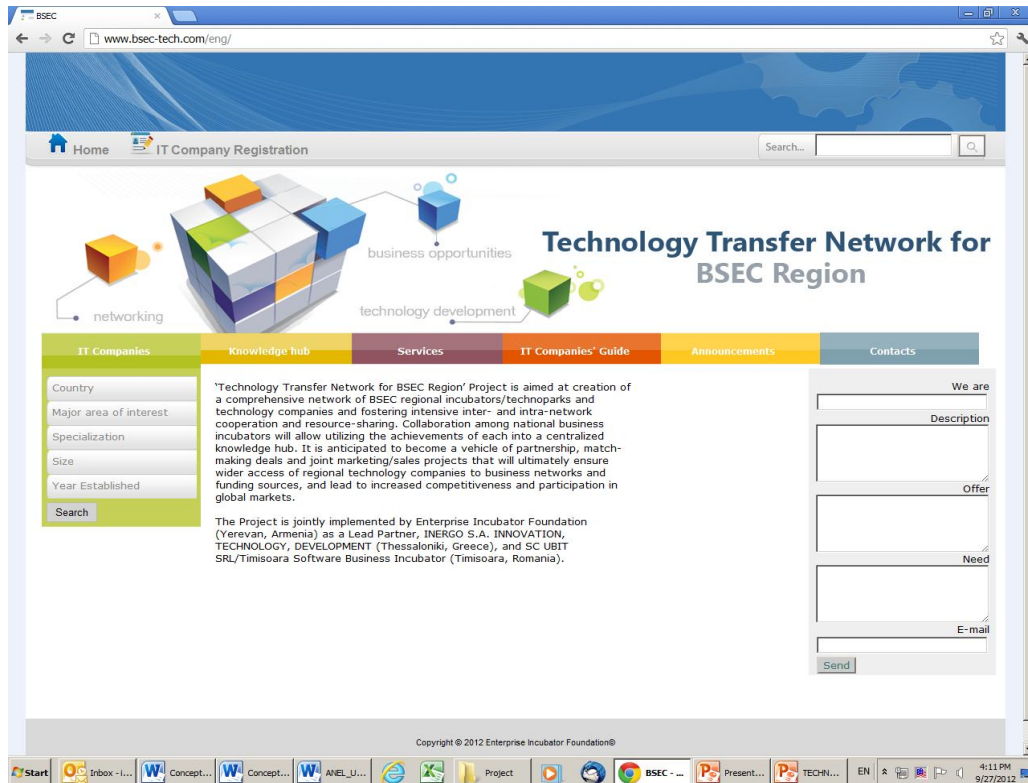 BSEC
www.bsec-tech.com/eng/
Home
IT Company Registration
Search...
business opportunities
Technology Transfer Network for
BSEC Region
networking
technology development
IT Companies
Knowledge hub
Services
IT Companies' Guide
Announcements
Contacts
Country
Major area of interest
Specialization
Size
Year Established
Search
'Technology Transfer Network for BSEC Region' Project is aimed at creation of
a comprehensive network of BSEC regional incubators/technoparks and
technology companies and fostering intensive inter- and intra-network
cooperation and resource-sharing. Collaboration among national business
incubators will allow utilizing the achievements of each into a centralized
knowledge hub. It is anticipated to become a vehicle of partnership, match-
making deals and joint marketing/sales projects that will ultimately ensure
wider access of regional technology companies to business networks and
funding sources, and lead to increased competitiveness and participation in
global markets.
The Project is jointly implemented by Enterprise Incubator Foundation
(Yerevan, Armenia) as a Lead Partner, INERGO S.A. INNOVATION,
TECHNOLOGY, DEVELOPMENT (Thessaloniki, Greece), and SC UBIT
SRL/Timisoara Software Business Incubator (Timisoara, Romania).
We are
Description
Offer
Need
E-mail
Send
Copyright © 2012 Enterprise Incubator Foundation®
Start
Inbox - i...
Concept...
Concept...
ANEL_U...
Project
BSEC - ...
Present...
TECHN...
EN
4:11 PM
9/27/2012